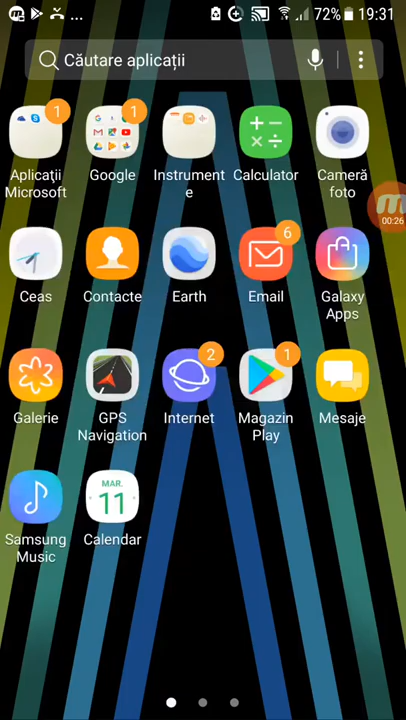 ... 72% 19:31
Căutare aplicații
1 1
Aplicaţii Microsoft
Google
Instrument
e
Calculator
Cameră
foto
00:26
6
Ceas
Contacte
Earth
Email
Galaxy
Apps
2 1
Galerie
GPS
Navigation
Internet
Magazin
Play
Mesaje
MAR.
11
Samsung
Music
Calendar